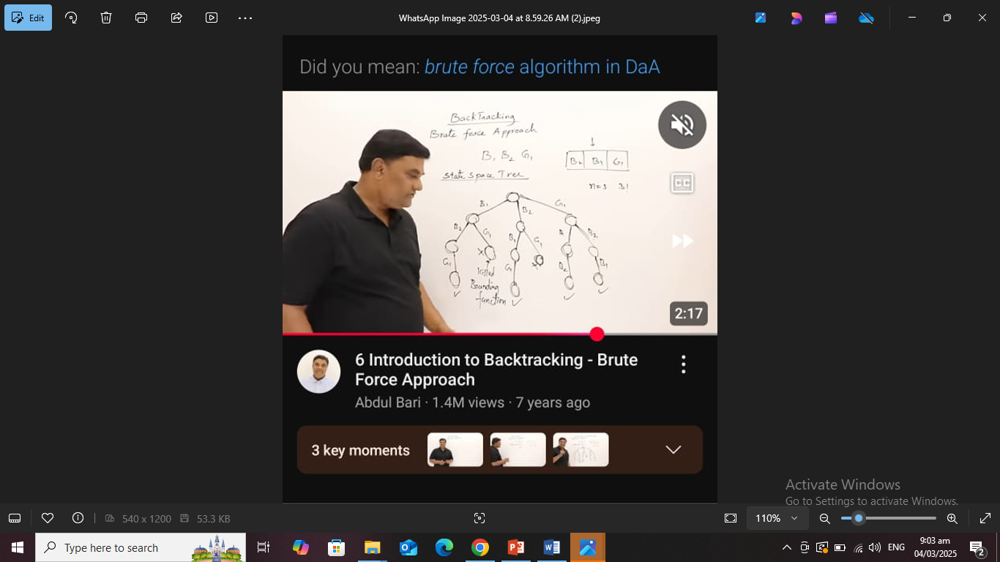 Edit
WhatsApp Image 2025-03-04 at 8.59.26 AM (2).jpeg
Did you mean: brute force algorithm in DaA
BackTracking
Brute force Approach
B₁ B₂ G₁
B₂ B₁ G₁
State Space Tree
n=3 3!
B₁ B₂ G₁
B₂ G₁ B₁ G₁ B₂
G₁ killed G₁ B₁
Bounding
function
CC
2:17
6 Introduction to Backtracking - Brute
Force Approach
Abdul Bari · 1.4M views · 7 years ago
3 key moments
Activate Windows
Go to Settings to activate Windows.
540 x 1200 53.3 KB
110%
Type here to search
ENG
9:03 am
04/03/2025
2